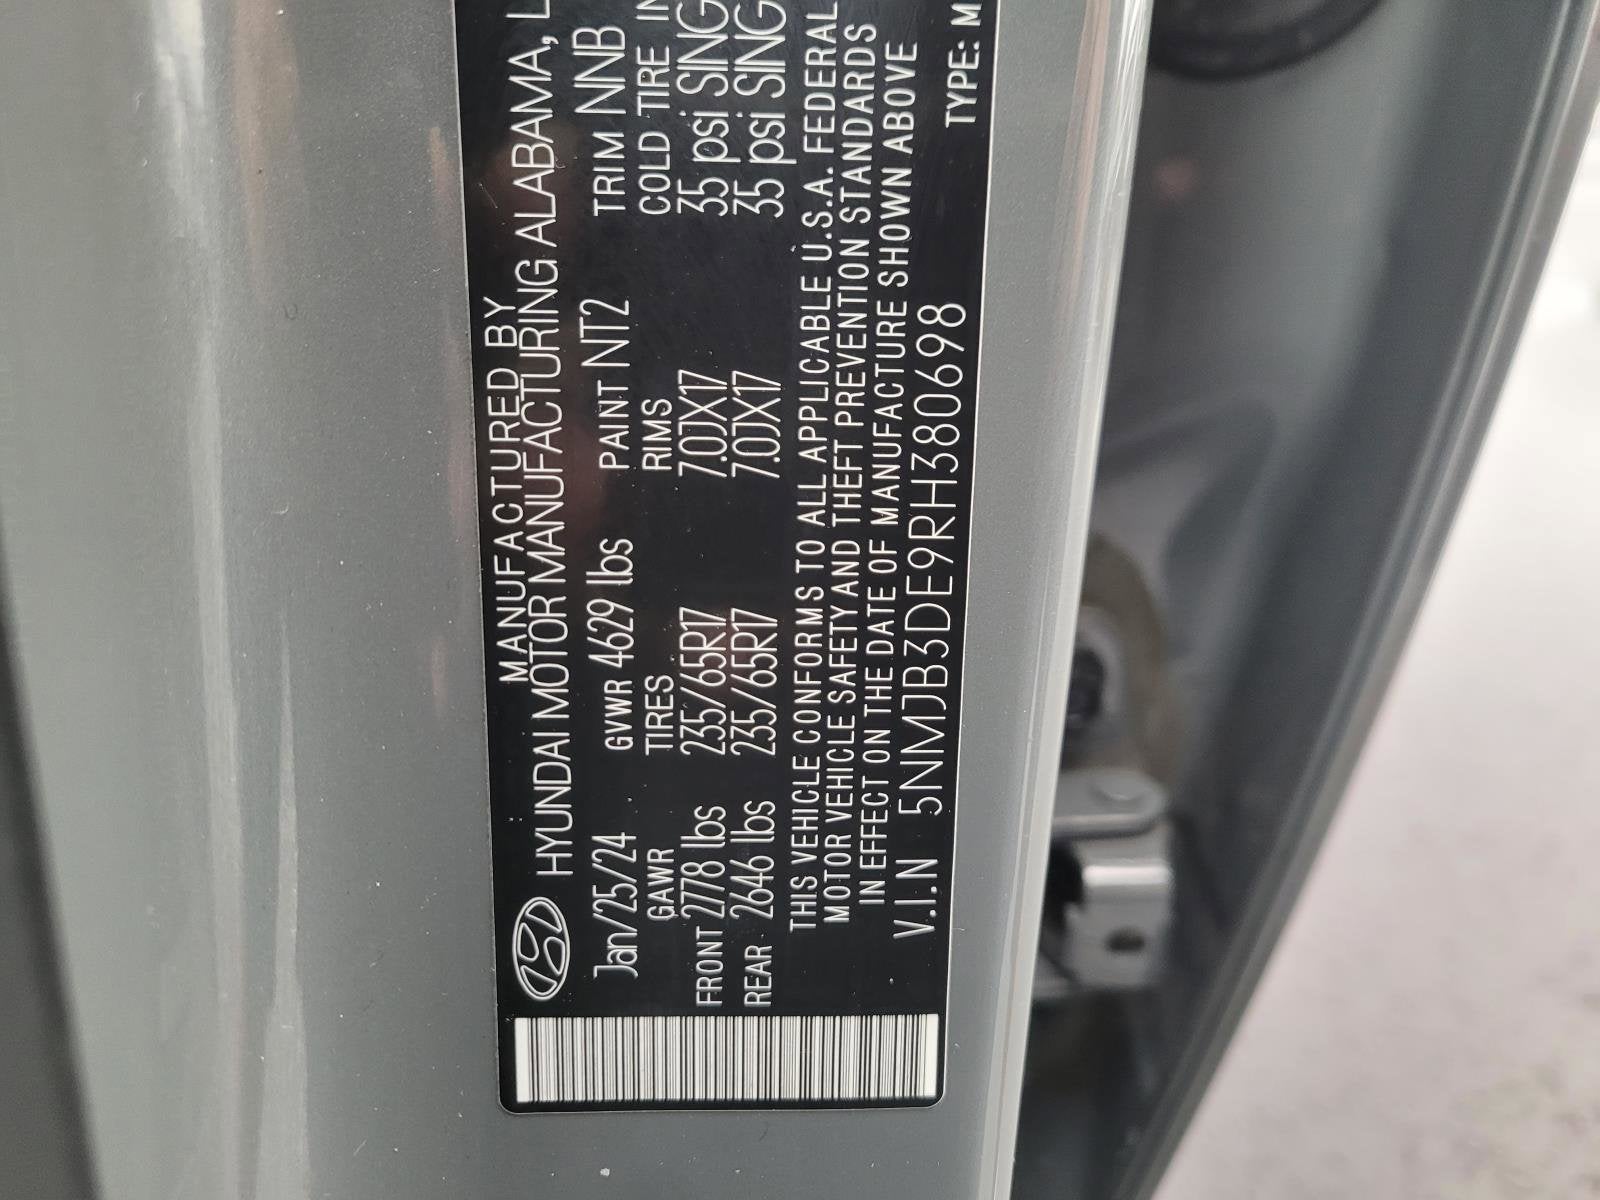 MANUFACTURED BY
HYUNDAI MOTOR MANUFACTURING ALABAMA, L
Jan/25/24 GVWR 4629 lbs PAINT NT2 TRIM NNB
GAWR TIRES RIMS COLD TIRE IN
FRONT 2778 lbs 235/65R17 7.0JX17 35 psi SING
REAR 2646 lbs 235/65R17 7.0JX17 35 psi SING
THIS VEHICLE CONFORMS TO ALL APPLICABLE U.S.A. FEDERAL
MOTOR VEHICLE SAFETY AND THEFT PREVENTION STANDARDS
IN EFFECT ON THE DATE OF MANUFACTURE SHOWN ABOVE
V.I.N 5NMJB3DE9RH380698 TYPE: M